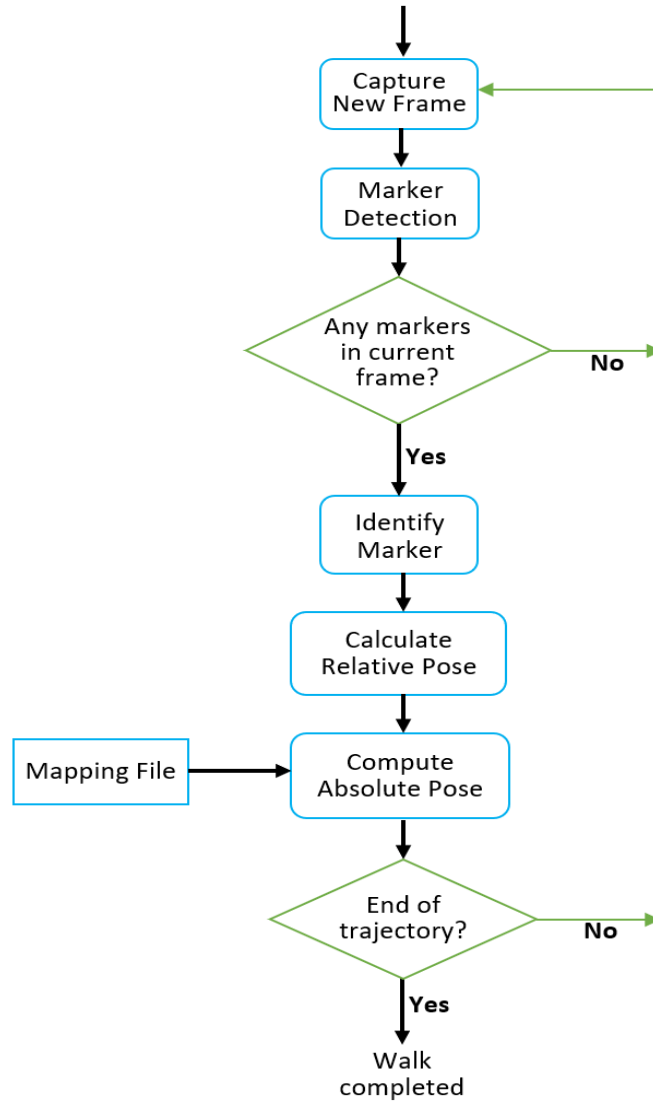 Capture
New Frame
Marker
Detection
Any markers
in current
frame?
No
Yes
Identify
Marker
Calculate
Relative Pose
Mapping File
Compute
Absolute Pose
End of
trajectory?
No
Yes
Walk
completed